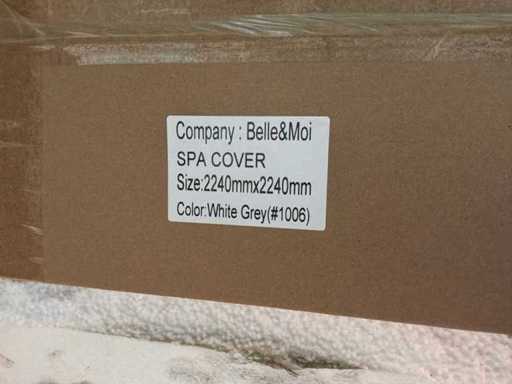 Company : Belle&Moi
SPA COVER
Size:2240mmx2240mm
Color:White Grey(#1006)